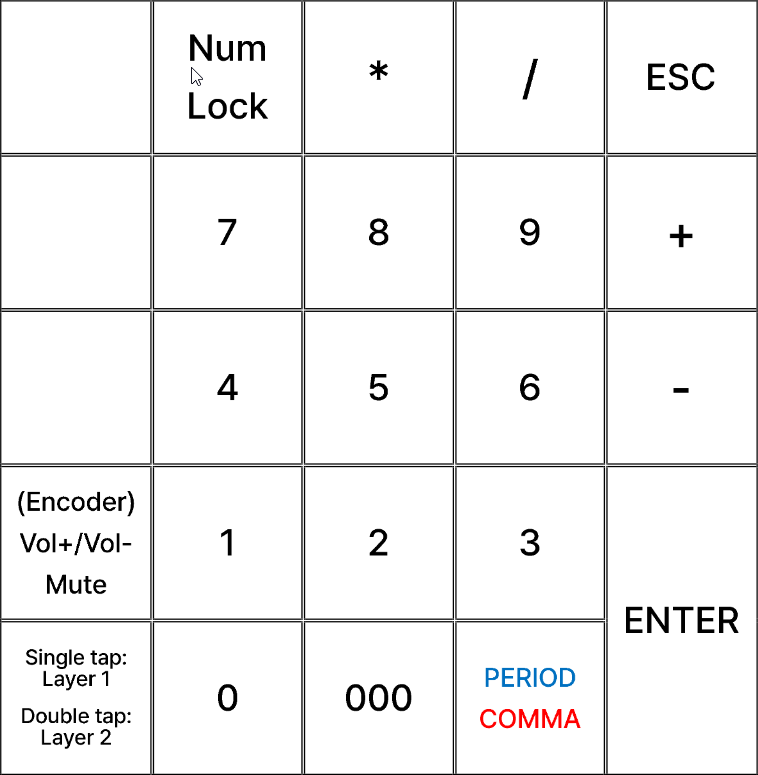 Num
Lock
*
/
ESC
7
8
9
+
4
5
6
-
(Encoder)
Vol+/Vol-
Mute
1
2
3
ENTER
Single tap:
Layer 1
Double tap:
Layer 2
0
000
PERIOD
COMMA